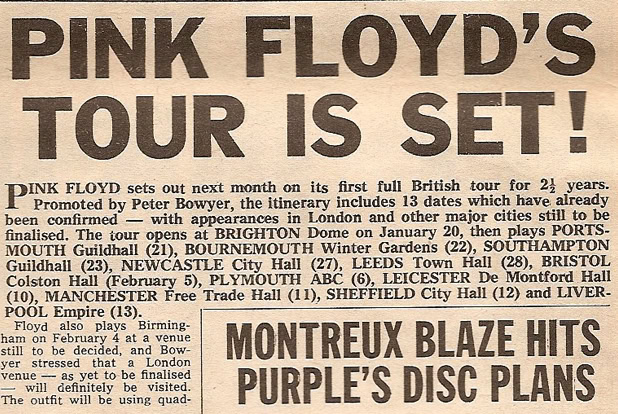 PINK FLOYD'S
TOUR IS SET!
PINK FLOYD sets out next month on its first full British tour for 2½ years.
Promoted by Peter Bowyer, the itinerary includes 13 dates which have already
been confirmed — with appearances in London and other major cities still to be
finalised. The tour opens at BRIGHTON Dome on January 20, then plays PORTS-
MOUTH Guildhall (21), BOURNEMOUTH Winter Gardens (22), SOUTHAMPTON
Guildhall (23), NEWCASTLE City Hall (27), LEEDS Town Hall (28), BRISTOL
Colston Hall (February 5), PLYMOUTH ABC (6), LEICESTER De Montford Hall
(10), MANCHESTER Free Trade Hall (11), SHEFFIELD City Hall (12) and LIVER-
POOL Empire (13).
Floyd also plays Birming-
ham on February 4 at a venue
still to be decided, and Bow-
yer stressed that a London
venue — as yet to be finalised
— will definitely be visited.
The outfit will be using quad-
MONTREUX BLAZE HITS
PURPLE'S DISC PLANS